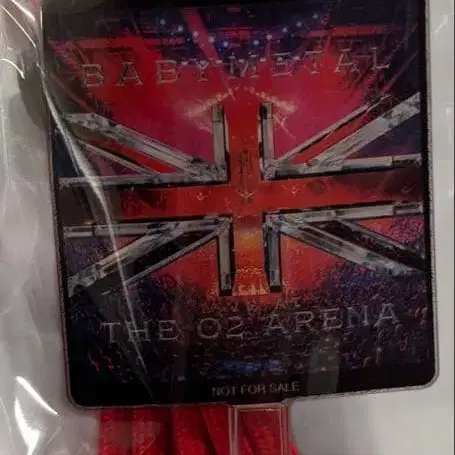 BABYMETAL
THE O2 ARENA
NOT FOR SALE